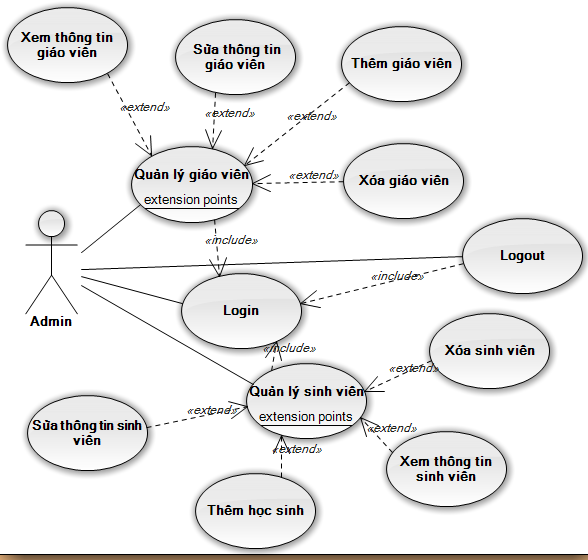 Xem thông tin
giáo viên
Sửa thông tin
giáo viên
Thêm giáo viên
«extend»
«extend»
«extend»
Quản lý giáo viên
extension points
«extend»
Xóa giáo viên
«include»
Logout
«include»
Admin
Login
«include»
Xóa sinh viên
«extend»
Quản lý sinh viên
extension points
«extend»
Sửa thông tin sinh
viên
«extend»
«extend»
Xem thông tin
sinh viên
Thêm học sinh